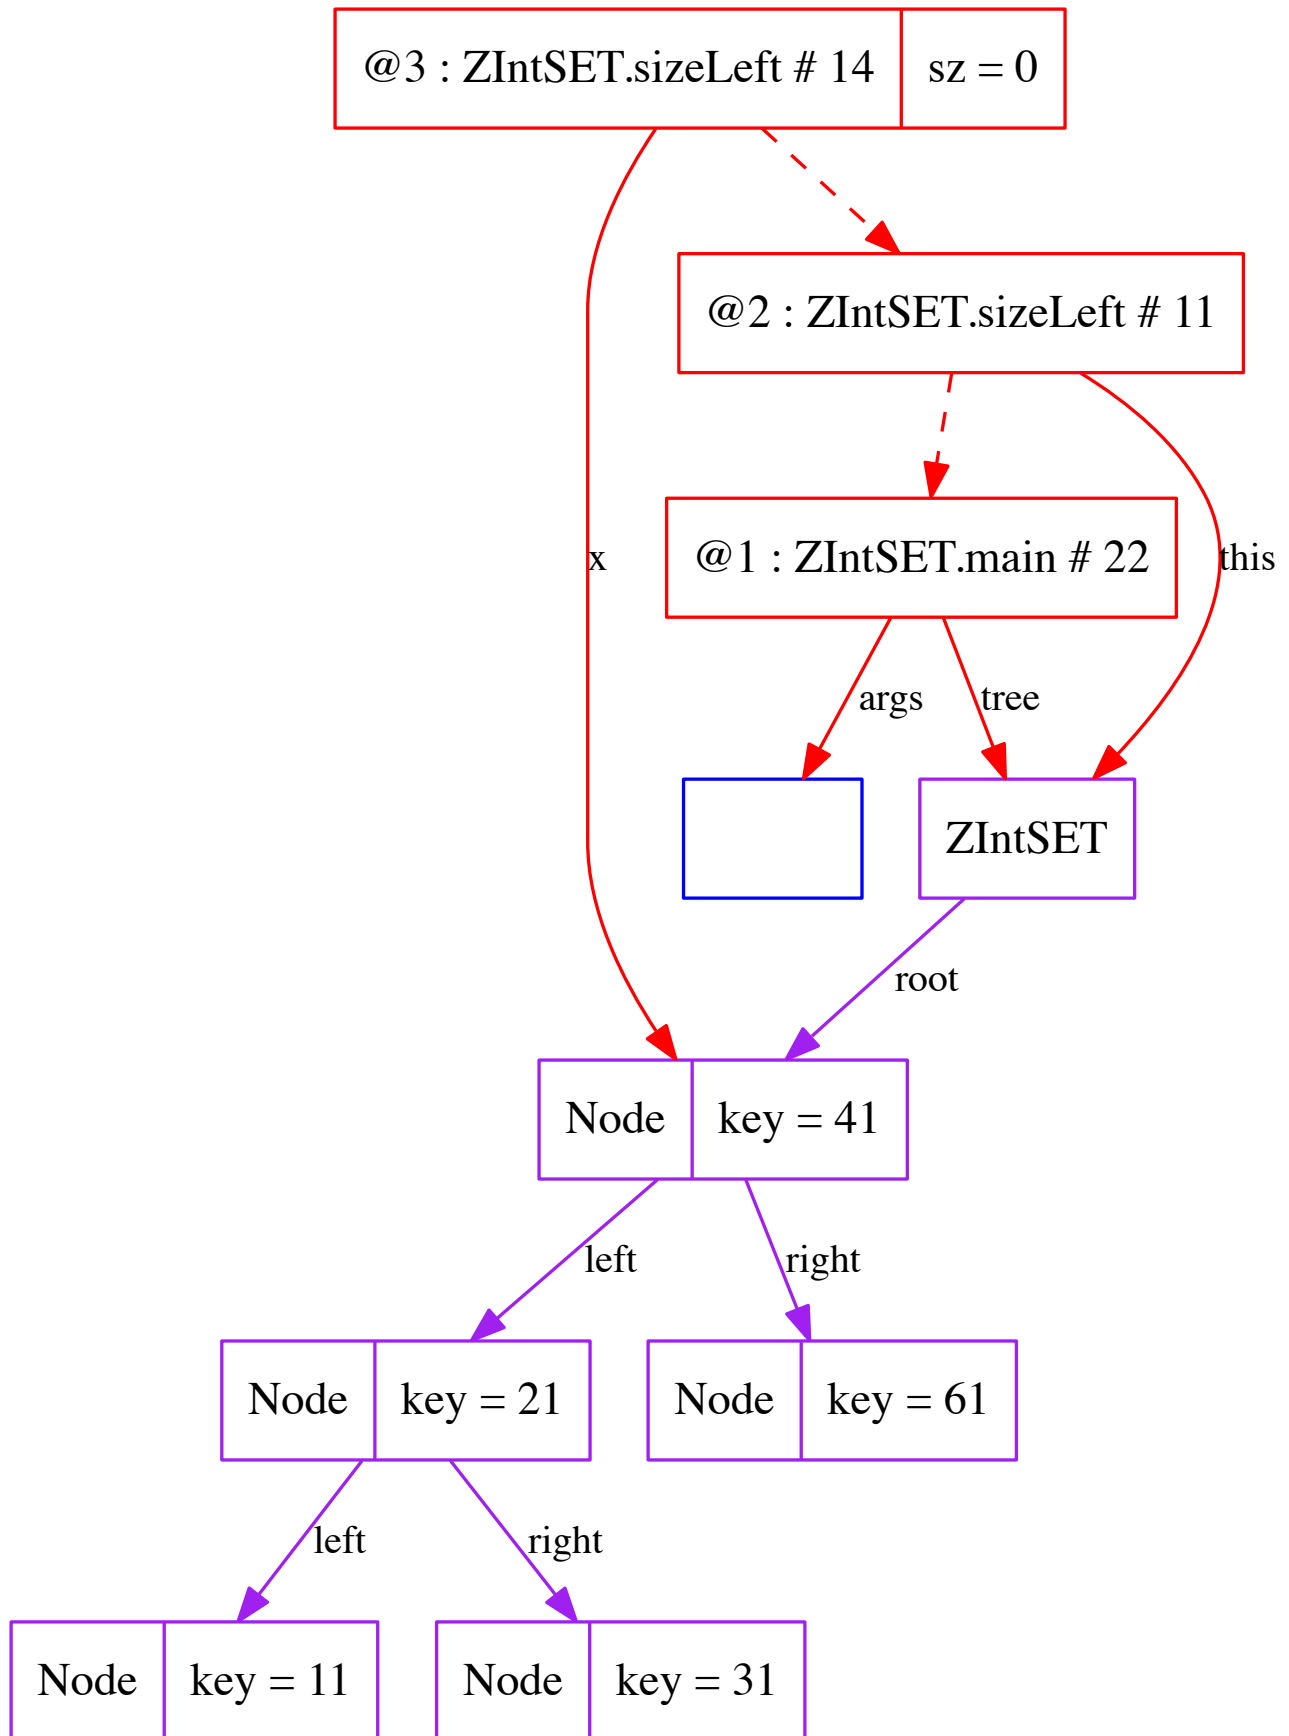 @3 : ZIntSET.sizeLeft # 14 sz = 0
@2 : ZIntSET.sizeLeft # 11
x
@1 : ZIntSET.main # 22
this
args
tree
ZIntSET
root
Node key = 41
left
right
Node key = 21
Node key = 61
left
right
Node key = 11
Node key = 31